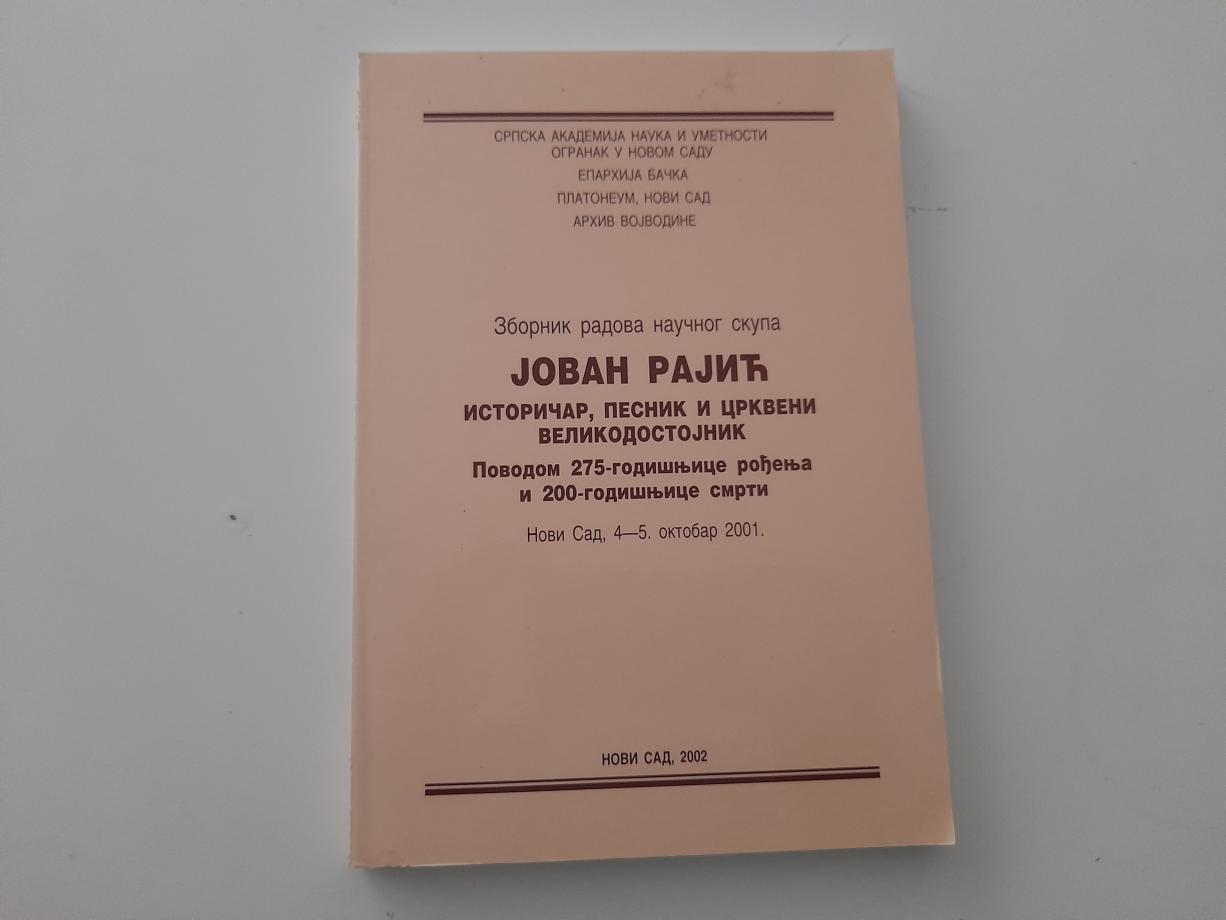 СРПСКА АКАДЕМИЈА НАУКА И УМЕТНОСТИ
ОГРАНАК У НОВОМ САДУ
ЕПАРХИЈА БАЧКА
ПЛАТОНЕУМ, НОВИ САД
АРХИВ ВОЈВОДИНЕ
Зборник радова научног скупа
ЈОВАН РАЈИЋ
ИСТОРИЧАР, ПЕСНИК И ЦРКВЕНИ
ВЕЛИКОДОСТОЈНИК
Поводом 275-годишњице рођења
и 200-годишњице смрти
Нови Сад, 4—5. октобар 2001.
НОВИ САД, 2002